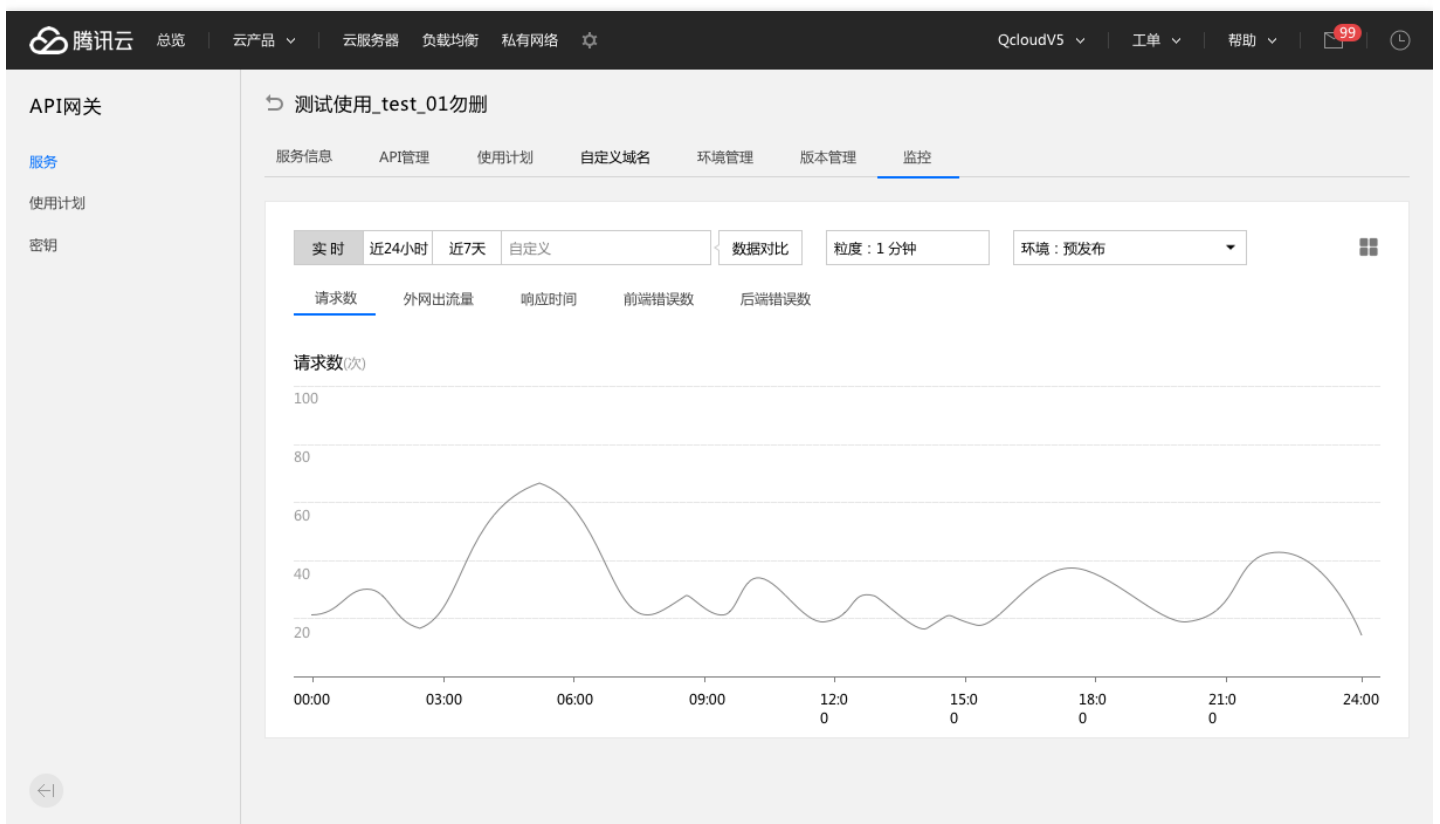 腾讯云 总览 云产品 云服务器 负载均衡 私有网络 QcloudV5 工单 帮助 99
API网关
服务
使用计划
密钥
测试使用_test_01勿删
服务信息 API管理 使用计划 自定义域名 环境管理 版本管理 监控
实时 近24小时 近7天 自定义 数据对比 粒度：1 分钟 环境：预发布
请求数 外网出流量 响应时间 前端错误数 后端错误数
请求数(次)
100
80
60
40
20
00:00 03:00 06:00 09:00 12:0 15:0 18:0 21:0 24:00
0 0 0 0